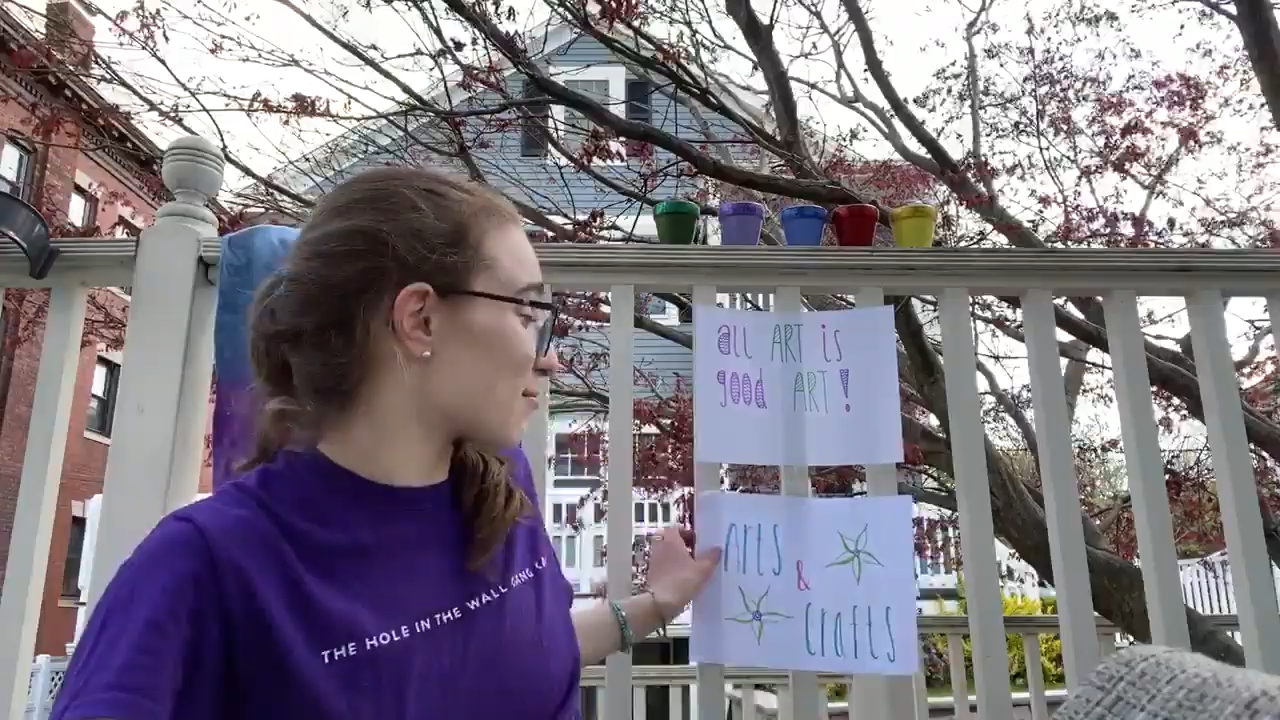 all ART is
good ART!
Arts
&
Crafts
THE HOLE IN THE WALL GANG